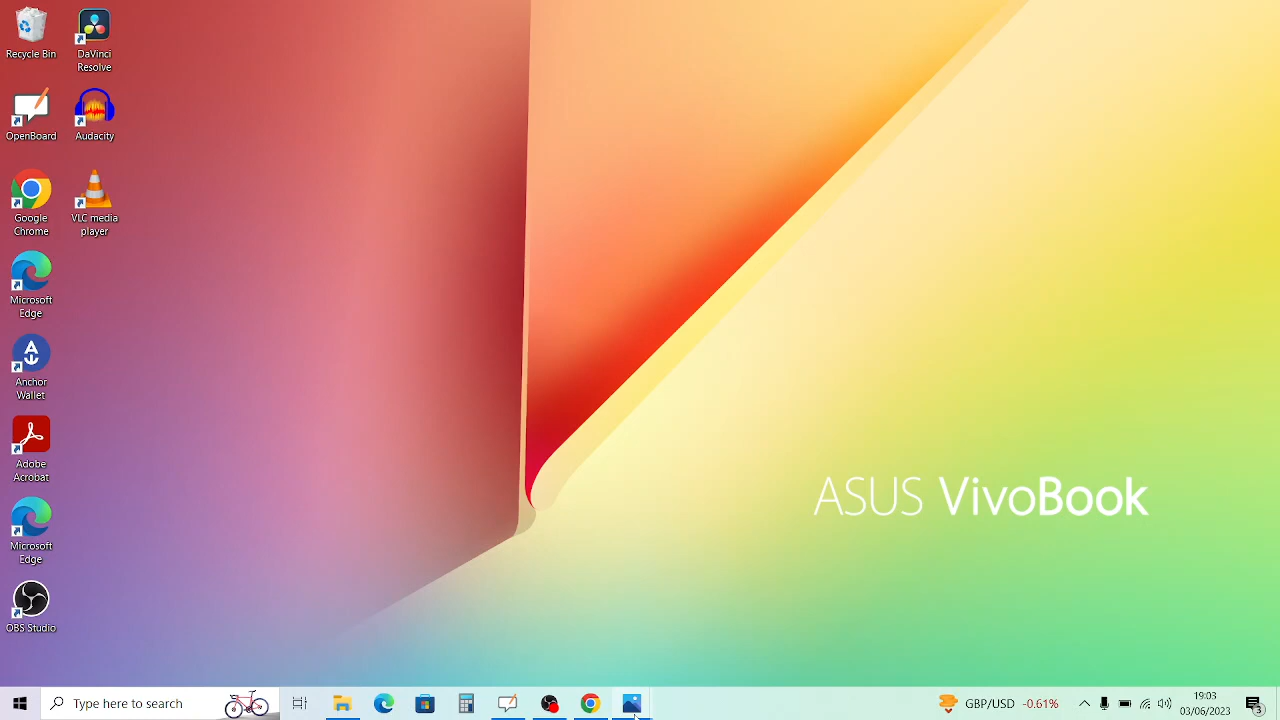 Recycle Bin
DaVinci
Resolve
OpenBoard
Audacity
Google
Chrome
VLC media
player
Microsoft
Edge
Anchor
Wallet
Adobe
Acrobat
Microsoft
Edge
OBS Studio
ASUS VivoBook
Type here to search
GBP/USD -0.61%
19:03
03/06/2023
3